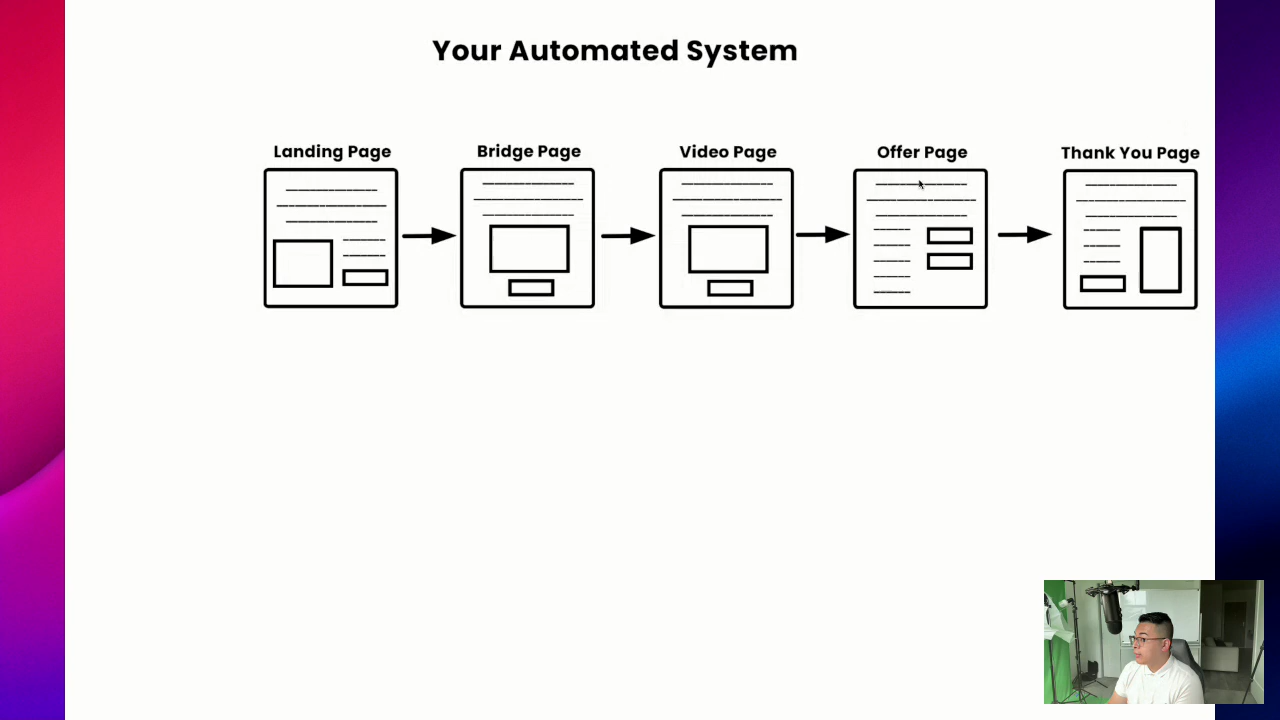 Your Automated System
Landing Page
Bridge Page
Video Page
Offer Page
Thank You Page